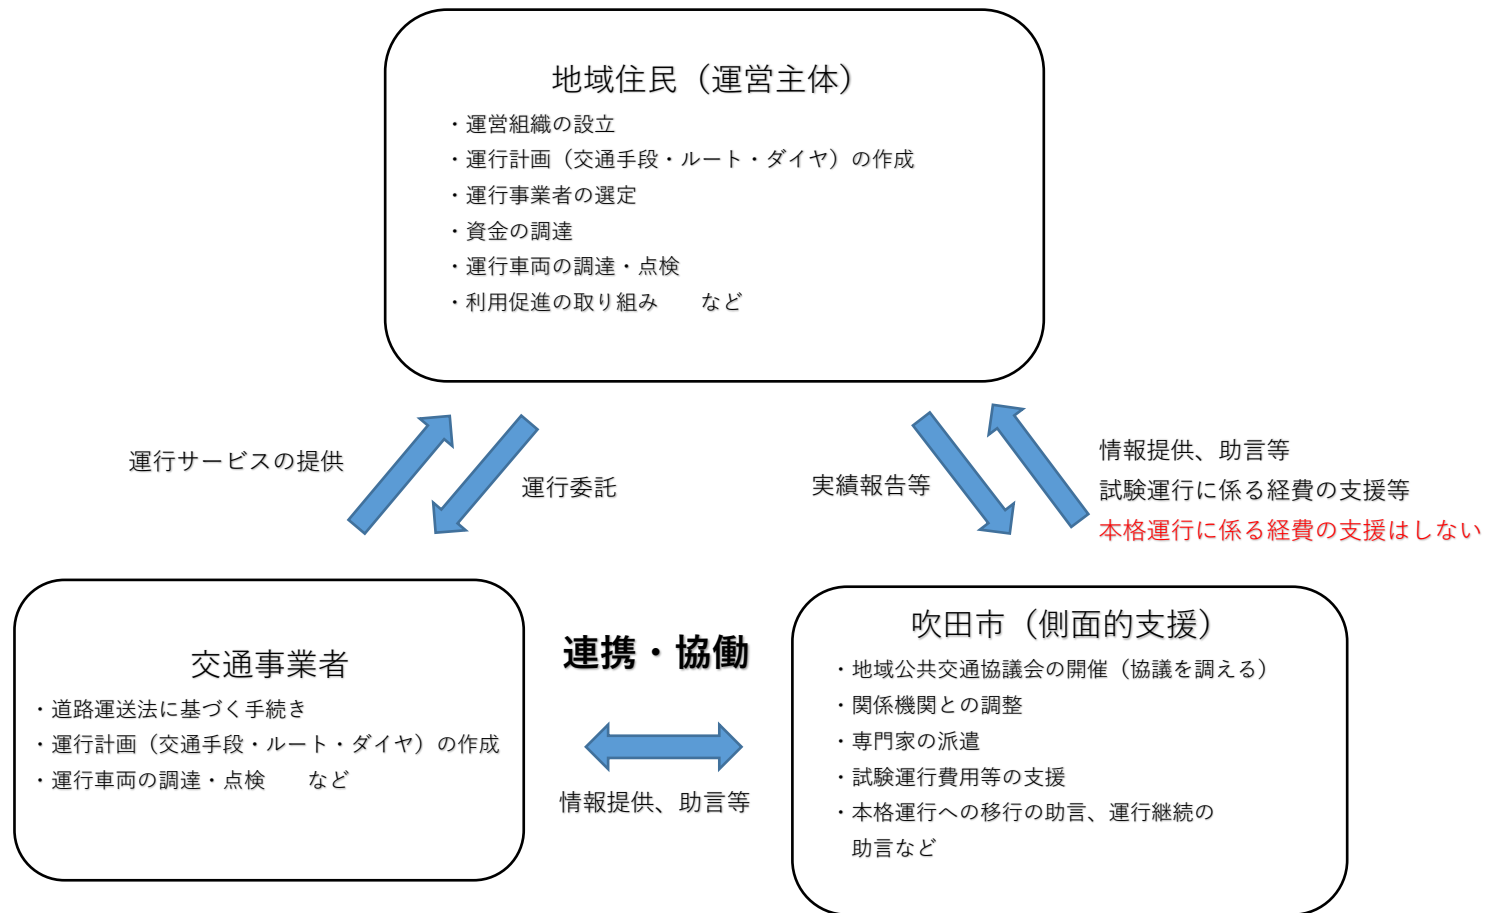 地域住民（運営主体）
・運営組織の設立
・運行計画（交通手段・ルート・ダイヤ）の作成
・運行事業者の選定
・資金の調達
・運行車両の調達・点検
・利用促進の取り組み　　など
運行サービスの提供
運行委託
実績報告等
情報提供、助言等
試験運行に係る経費の支援等
本格運行に係る経費の支援はしない
交通事業者
・道路運送法に基づく手続き
・運行計画（交通手段・ルート・ダイヤ）の作成
・運行車両の調達・点検　　など
連携・協働
情報提供、助言等
吹田市（側面的支援）
・地域公共交通協議会の開催（協議を調える）
・関係機関との調整
・専門家の派遣
・試験運行費用等の支援
・本格運行への移行の助言、運行継続の
助言など